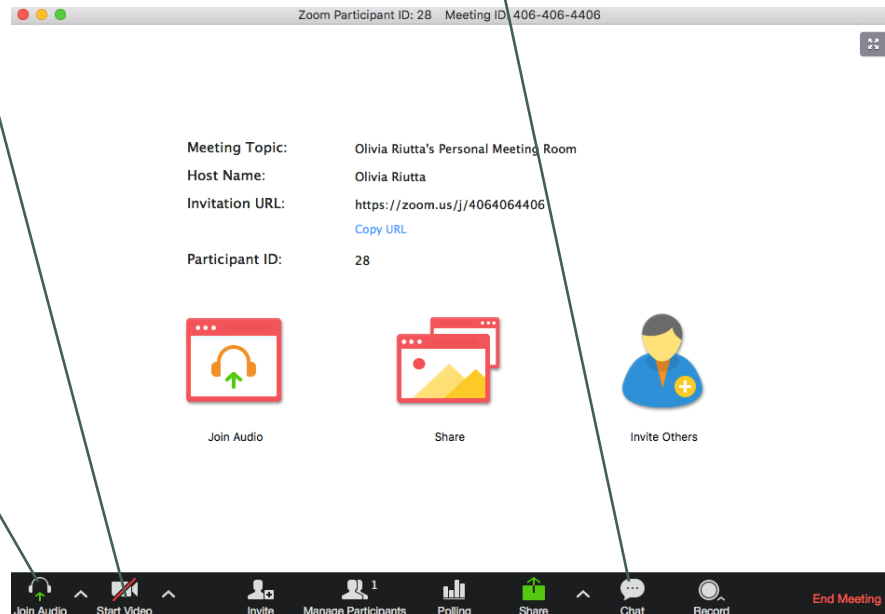 Zoom Participant ID: 28 Meeting ID: 406-406-4406
Meeting Topic: Olivia Riutta's Personal Meeting Room
Host Name: Olivia Riutta
Invitation URL: https://zoom.us/j/4064064406
Copy URL
Participant ID: 28
Join Audio Share Invite Others
1
Join Audio Start Video Invite Manage Participants Polling Share Chat Record End Meeting